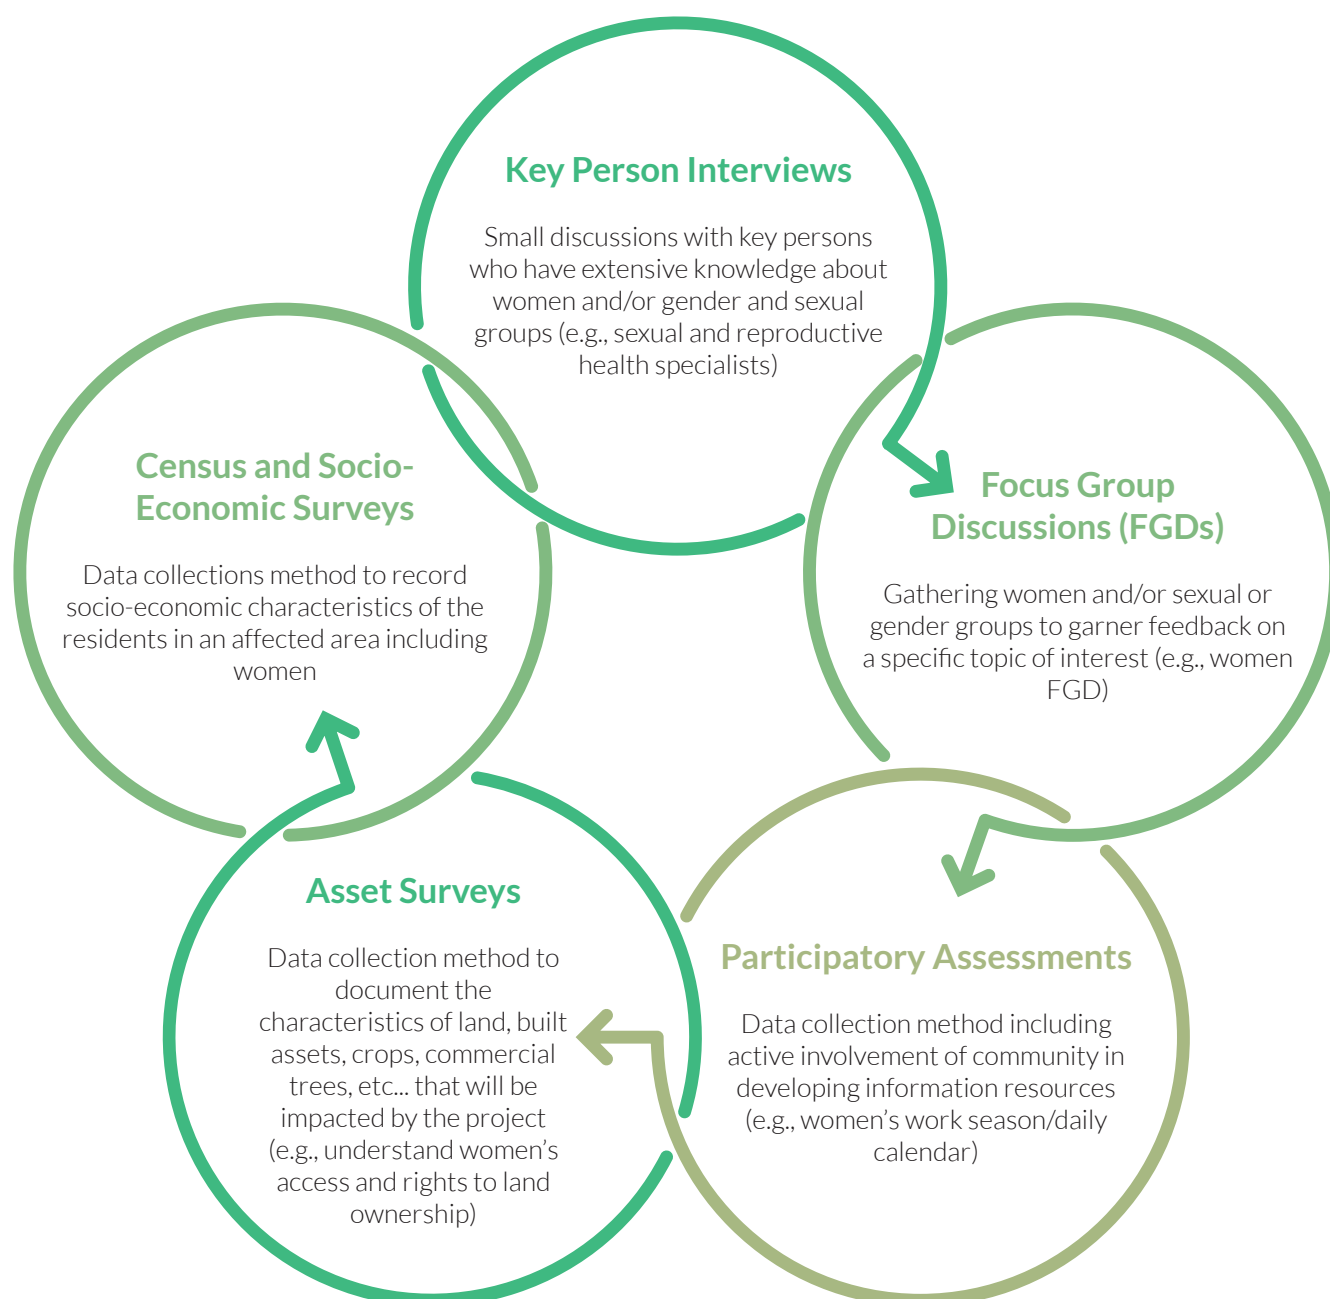 Key Person Interviews
Small discussions with key persons
who have extensive knowledge about
women and/or gender and sexual
groups (e.g., sexual and reproductive
health specialists)
Focus Group
Discussions (FGDs)
Gathering women and/or sexual or
gender groups to garner feedback on
a specific topic of interest (e.g., women
FGD)
Participatory Assessments
Data collection method including
active involvement of community in
developing information resources
(e.g., women’s work season/daily
calendar)
Asset Surveys
Data collection method to
document the
characteristics of land, built
assets, crops, commercial
trees, etc... that will be
impacted by the project
(e.g., understand women’s
access and rights to land
ownership)
Census and Socio-
Economic Surveys
Data collections method to record
socio-economic characteristics of the
residents in an affected area including
women